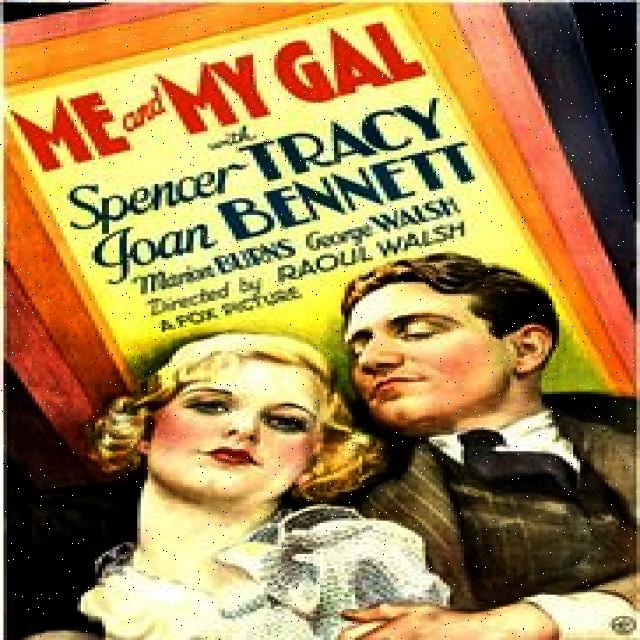 ME and MY GAL
with
Spencer TRACY
Joan BENNETT
Marion BURNS George WALSH
Directed by RAOUL WALSH
A FOX PICTURE